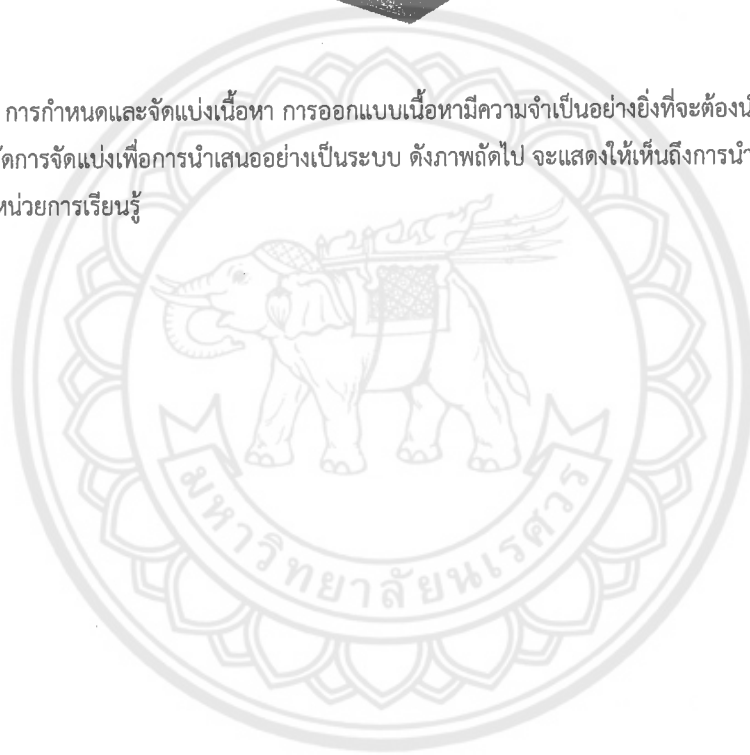 การกำหนดและจัดแบ่งเนื้อหา การออกแบบเนื้อหามีความจำเป็นอย่างยิ่งที่จะต้องนำ
การจัดแบ่งเพื่อการนำเสนออย่างเป็นระบบ ดังภาพถัดไป จะแสดงให้เห็นถึงการนำ
หน่วยการเรียนรู้
มหาวิทยาลัยนเรศวร